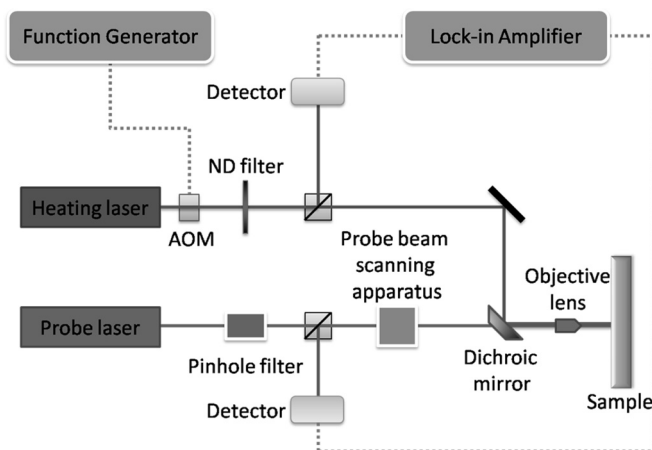 Function Generator
Lock-in Amplifier
Detector
ND filter
Heating laser
AOM
Probe beam
scanning
apparatus
Objective
lens
Probe laser
Pinhole filter
Dichroic
mirror
Detector
Sample